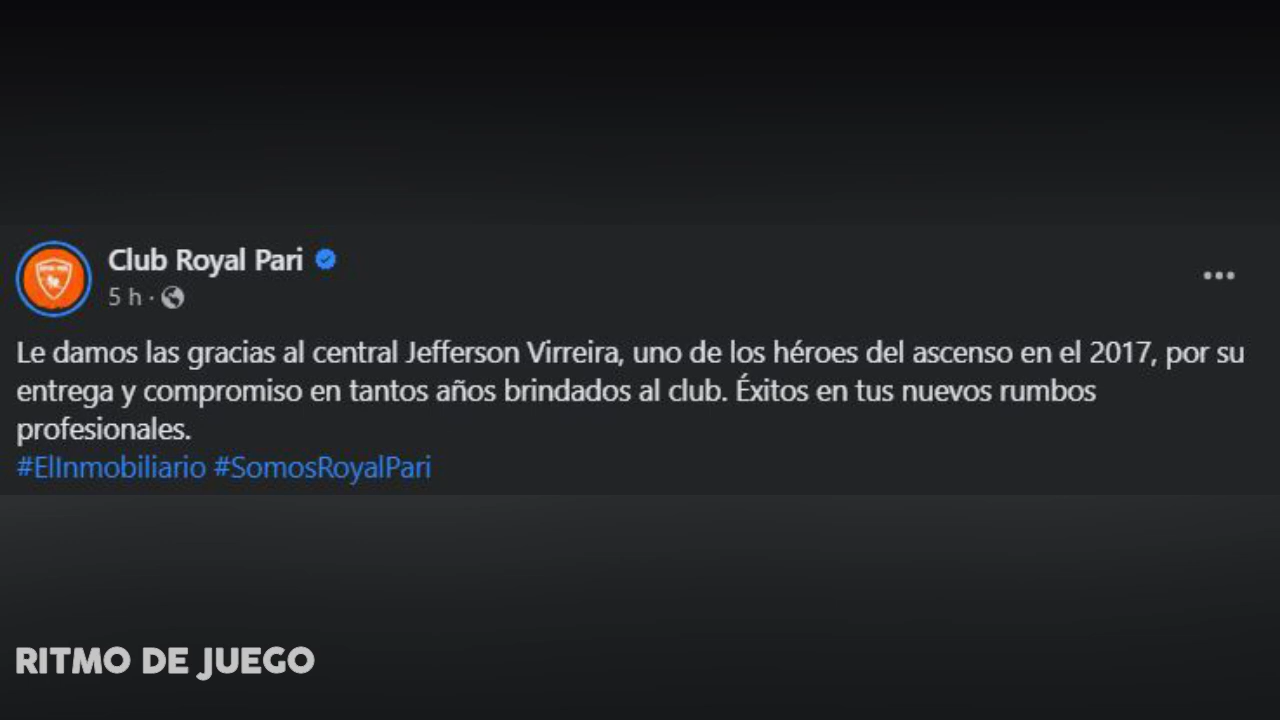 Club Royal Pari
5 h ·
Le damos las gracias al central Jefferson Virreira, uno de los héroes del ascenso en el 2017, por su
entrega y compromiso en tantos años brindados al club. Éxitos en tus nuevos rumbos
profesionales.
#ElInmobiliario #SomosRoyalPari
RITMO DE JUEGO